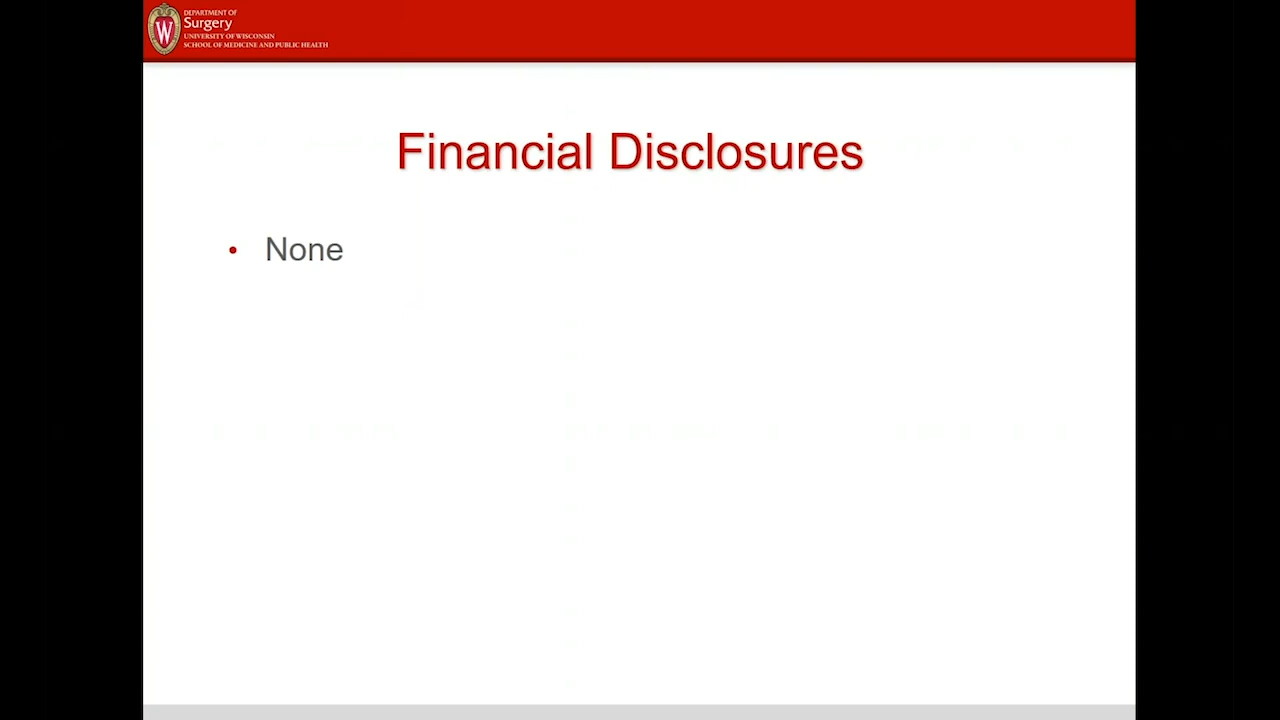 DEPARTMENT OF
Surgery
UNIVERSITY OF WISCONSIN
SCHOOL OF MEDICINE AND PUBLIC HEALTH
W
Financial Disclosures
• None